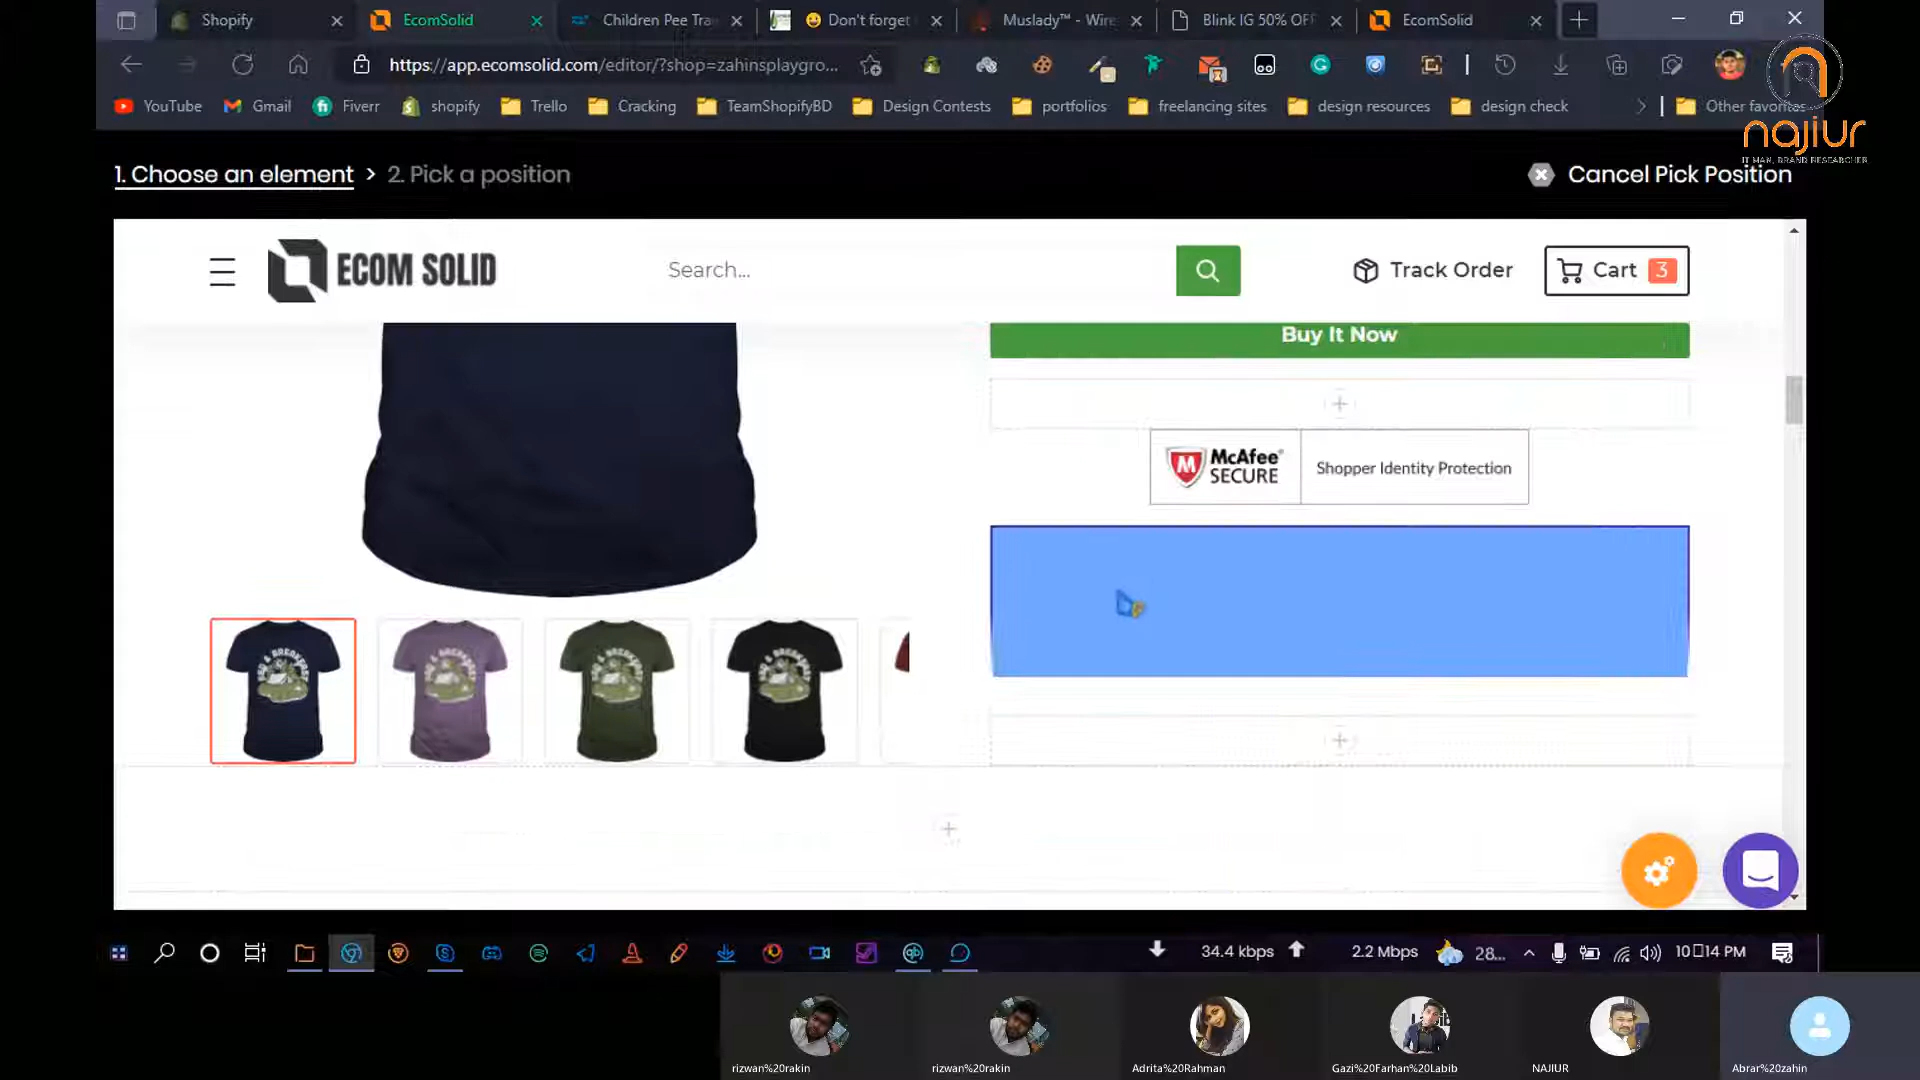 Shopify
EcomSolid
Children Pee Tra
Don't forget
Muslady™ - Wire
Blink IG 50% OFF
EcomSolid
https://app.ecomsolid.com/editor/?shop=zahinsplaygro...
YouTube
Gmail
Fiverr
shopify
Trello
Cracking
TeamShopifyBD
Design Contests
portfolios
freelancing sites
design resources
design check
Other favorites
najiur
IT MAN, BRAND RESEARCHER
1. Choose an element > 2. Pick a position
Cancel Pick Position
ECOM SOLID
Search...
Track Order
Cart 3
Buy It Now
McAfee
SECURE
Shopper Identity Protection
34.4 kbps
2.2 Mbps
28...
10□14 PM
rizwan%20rakin
rizwan%20rakin
Adrita%20Rahman
Gazi%20Farhan%20Labib
NAJIUR
Abrar%20zahin